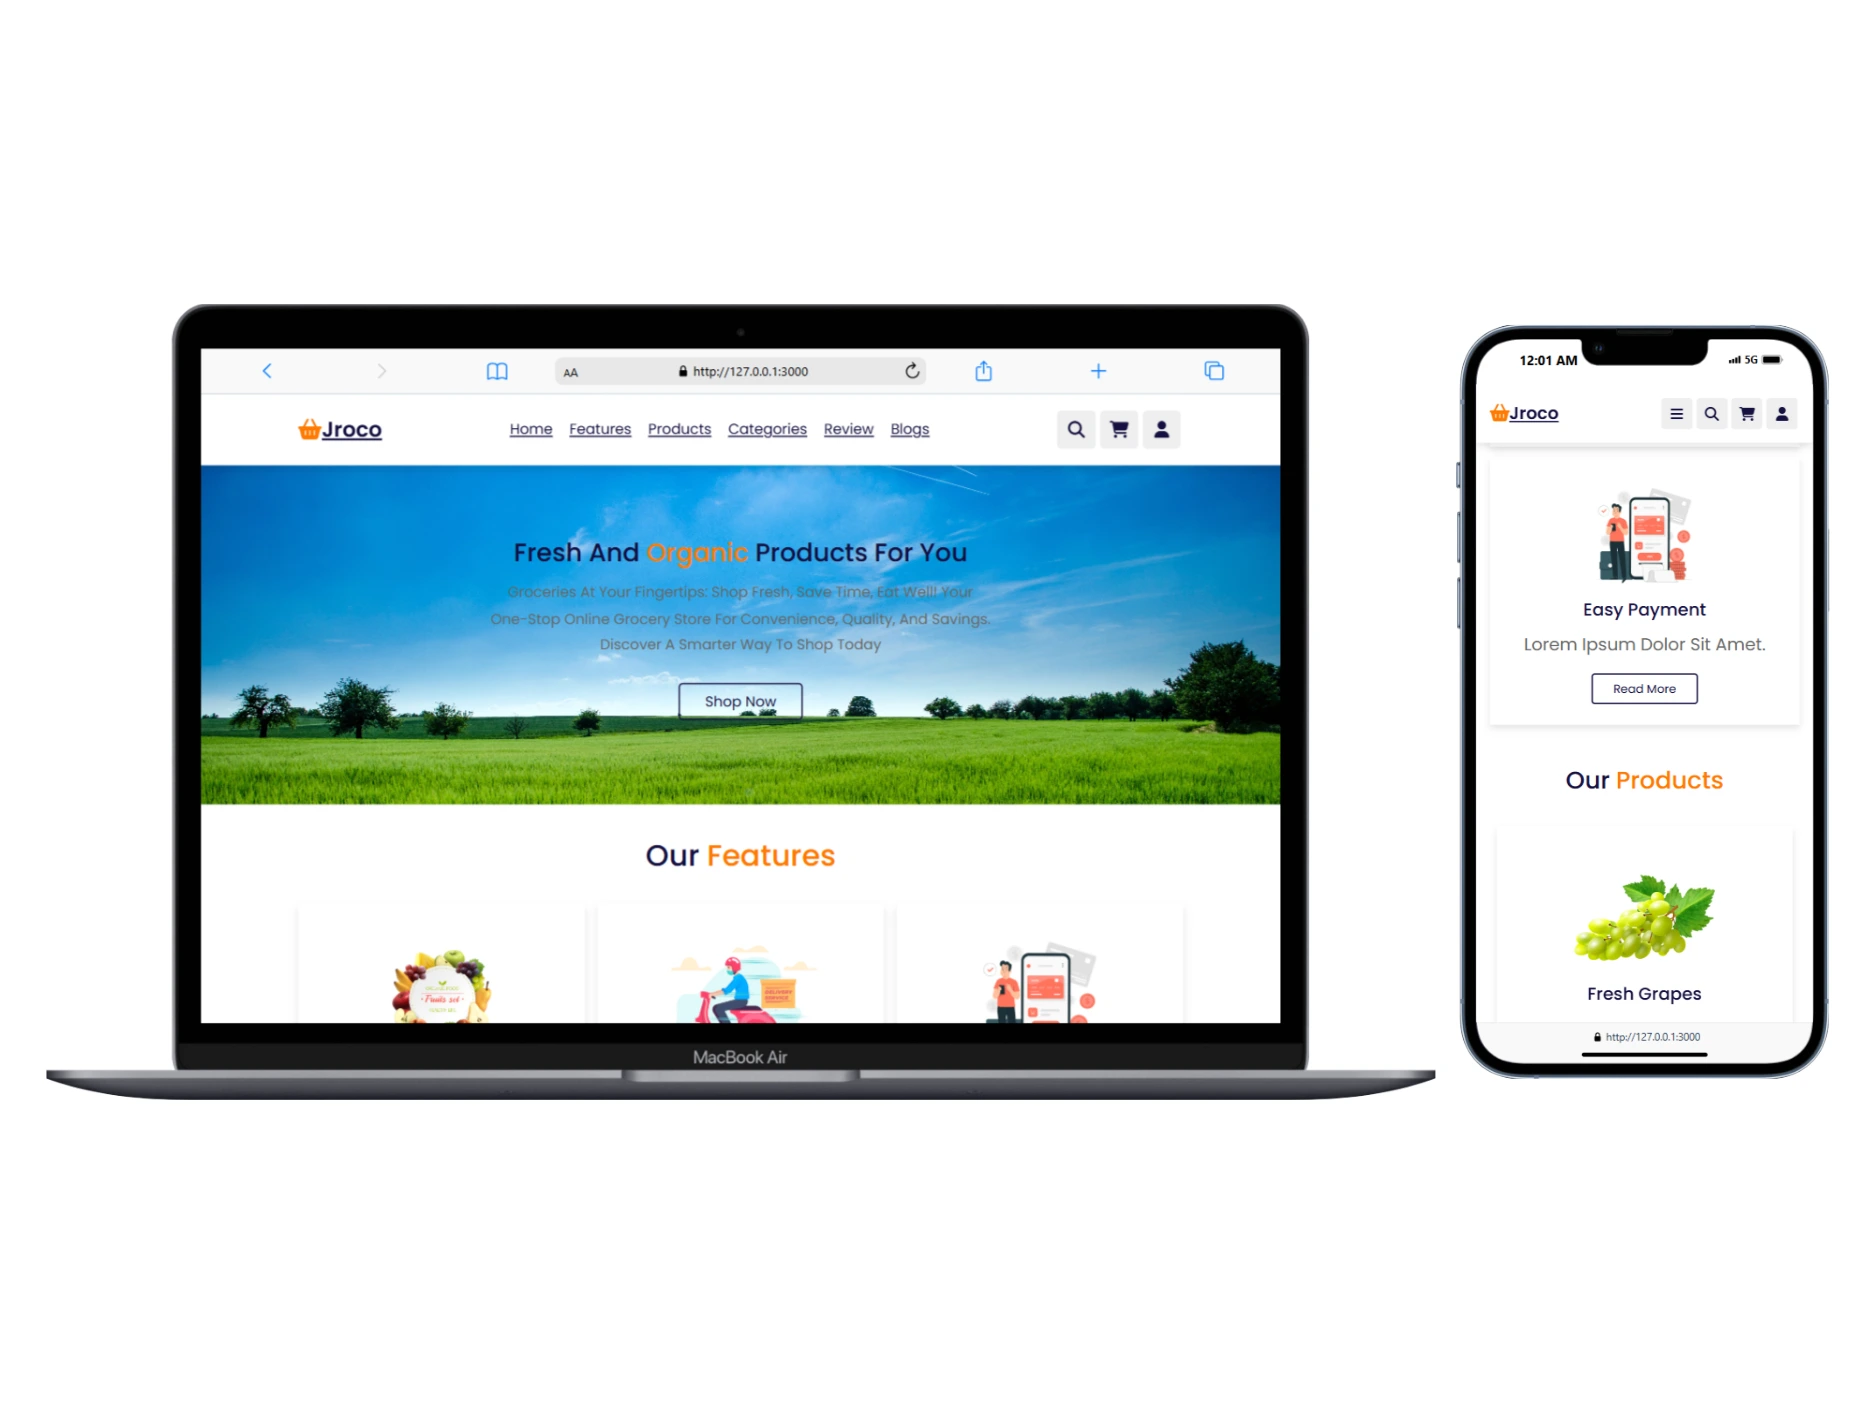 AA
http://127.0.0.1:3000
Jroco
Home Features Products Categories Review Blogs
Fresh And Organic Products For You
Groceries At Your Fingertips: Shop Fresh, Save Time, Eat Well! Your
One-Stop Online Grocery Store For Convenience, Quality, And Savings.
Discover A Smarter Way To Shop Today
Shop Now
Our Features
Fruits set
DELIVERY
SERVICE
MacBook Air
12:01 AM
5G
Jroco
Easy Payment
Lorem Ipsum Dolor Sit Amet.
Read More
Our Products
Fresh Grapes
http://127.0.0.1:3000